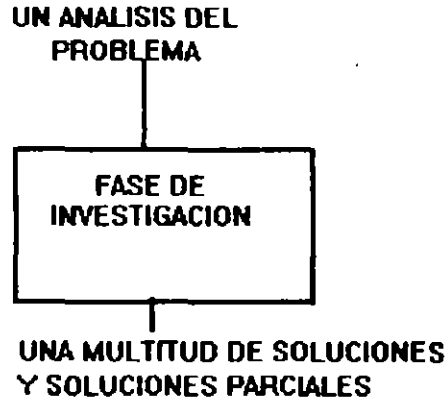 UN ANALISIS DEL
PROBLEMA
FASE DE
INVESTIGACION
UNA MULTITUD DE SOLUCIONES
Y SOLUCIONES PARCIALES